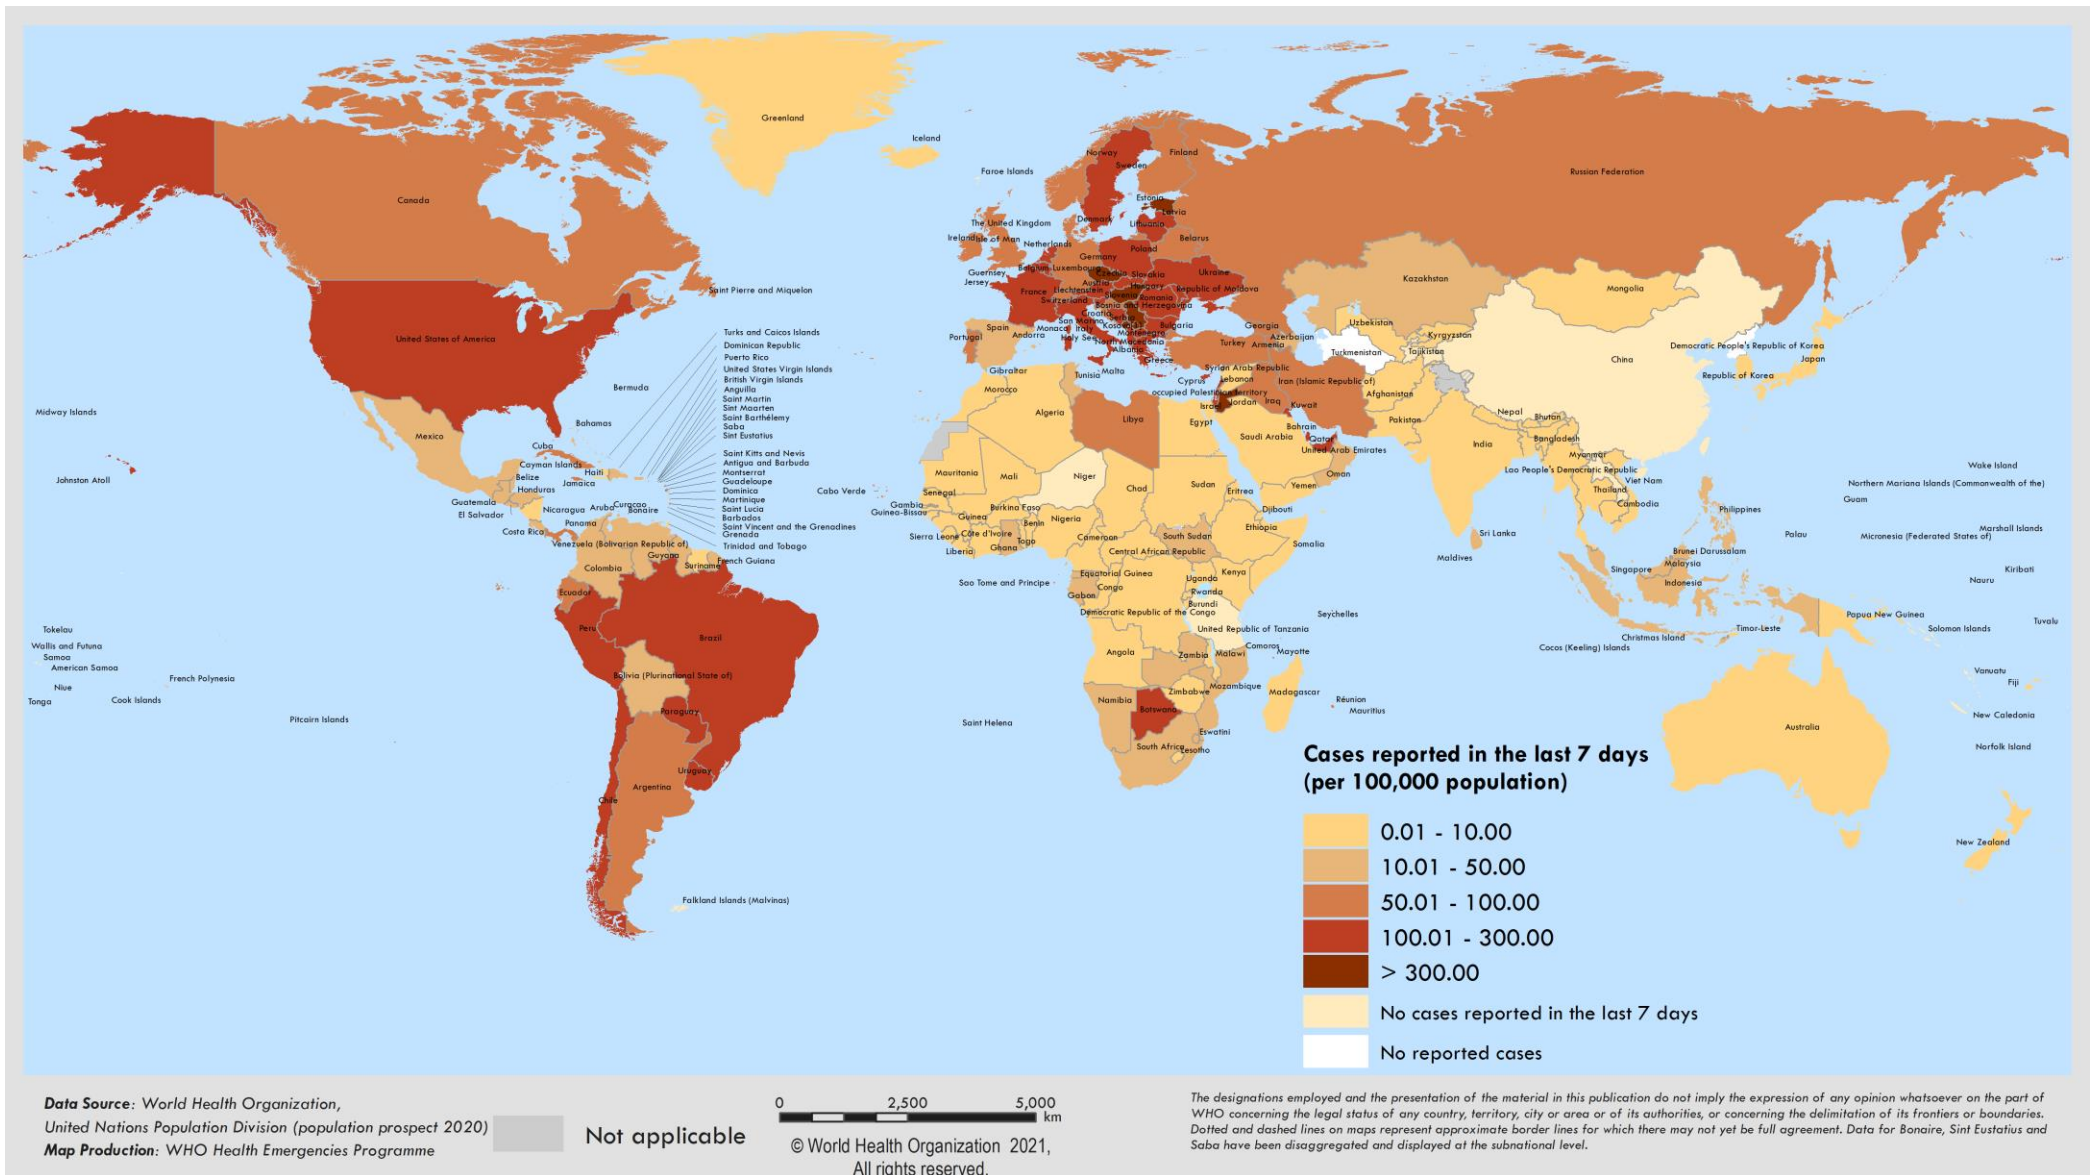 Greenland
Iceland
Faroe Islands
Norway
Sweden
Finland
Russian Federation
Canada
Estonia
Latvia
Denmark
Lithuania
The United Kingdom
Ireland
Isle of Man
Netherlands
Belarus
Poland
Germany
Guernsey
Jersey
Belgium
Luxembourg
Czechia
Slovakia
Ukraine
Austria
Hungary
France
Liechtenstein
Switzerland
Slovenia
Romania
Republic of Moldova
Bosnia and Herzegovina
Croatia
San Marino
Serbia
Saint Pierre and Miquelon
Kazakhstan
Mongolia
Spain
Andorra
Monaco
Italy
Holy See
Kosovo[1]
Montenegro
Bulgaria
North Macedonia
Albania
Greece
Portugal
Georgia
Azerbaijan
Turkey
Armenia
Uzbekistan
Kyrgyzstan
Turkmenistan
Tajikistan
China
Democratic People's Republic of Korea
Japan
Republic of Korea
United States of America
Turks and Caicos Islands
Dominican Republic
Puerto Rico
United States Virgin Islands
British Virgin Islands
Anguilla
Saint Martin
Sint Maarten
Saint Barthélemy
Saba
Sint Eustatius
Saint Kitts and Nevis
Antigua and Barbuda
Montserrat
Guadeloupe
Dominica
Martinique
Saint Lucia
Barbados
Saint Vincent and the Grenadines
Grenada
Trinidad and Tobago
Bermuda
Bahamas
Midway Islands
Johnston Atoll
Mexico
Cuba
Cayman Islands
Haiti
Belize
Jamaica
Honduras
Guatemala
El Salvador
Nicaragua
Aruba
Curaçao
Bonaire
Costa Rica
Panama
Venezuela (Bolivarian Republic of)
Guyana
Suriname
French Guiana
Colombia
Ecuador
Peru
Brazil
Bolivia (Plurinational State of)
Paraguay
Uruguay
Argentina
Chile
Falkland Islands (Malvinas)
Tokelau
Wallis and Futuna
Samoa
American Samoa
Niue
Tonga
Cook Islands
French Polynesia
Pitcairn Islands
Gibraltar
Tunisia
Malta
Morocco
Algeria
Libya
Egypt
Cyprus
Syrian Arab Republic
Lebanon
occupied Palestinian territory
Israel
Jordan
Iraq
Iran (Islamic Republic of)
Kuwait
Afghanistan
Pakistan
Bahrain
Qatar
Saudi Arabia
United Arab Emirates
Oman
Yemen
Nepal
Bhutan
Bangladesh
India
Myanmar
Lao People's Democratic Republic
Viet Nam
Thailand
Cambodia
Philippines
Sri Lanka
Maldives
Brunei Darussalam
Malaysia
Singapore
Indonesia
Cabo Verde
Mauritania
Mali
Niger
Chad
Sudan
Eritrea
Senegal
Gambia
Guinea-Bissau
Guinea
Burkina Faso
Benin
Nigeria
Côte d'Ivoire
Togo
Ghana
Sierra Leone
Liberia
Cameroon
Central African Republic
South Sudan
Ethiopia
Djibouti
Somalia
Sao Tome and Principe
Equatorial Guinea
Congo
Gabon
Uganda
Kenya
Rwanda
Burundi
Democratic Republic of the Congo
United Republic of Tanzania
Seychelles
Comoros
Mayotte
Angola
Zambia
Malawi
Mozambique
Zimbabwe
Madagascar
Namibia
Botswana
Réunion
Mauritius
Eswatini
Lesotho
South Africa
Saint Helena
Wake Island
Northern Mariana Islands (Commonwealth of the)
Guam
Palau
Marshall Islands
Micronesia (Federated States of)
Kiribati
Nauru
Papua New Guinea
Solomon Islands
Tuvalu
Timor-Leste
Christmas Island
Cocos (Keeling) Islands
Vanuatu
Fiji
New Caledonia
Norfolk Island
Australia
New Zealand
Cases reported in the last 7 days
(per 100,000 population)
0.01 - 10.00
10.01 - 50.00
50.01 - 100.00
100.01 - 300.00
> 300.00
No cases reported in the last 7 days
No reported cases
Data Source: World Health Organization,
United Nations Population Division (population prospect 2020)
Map Production: WHO Health Emergencies Programme
Not applicable
0 2,500 5,000
km
© World Health Organization 2021,
All rights reserved.
The designations employed and the presentation of the material in this publication do not imply the expression of any opinion whatsoever on the part of
WHO concerning the legal status of any country, territory, city or area or of its authorities, or concerning the delimitation of its frontiers or boundaries.
Dotted and dashed lines on maps represent approximate border lines for which there may not yet be full agreement. Data for Bonaire, Sint Eustatius and
Saba have been disaggregated and displayed at the subnational level.